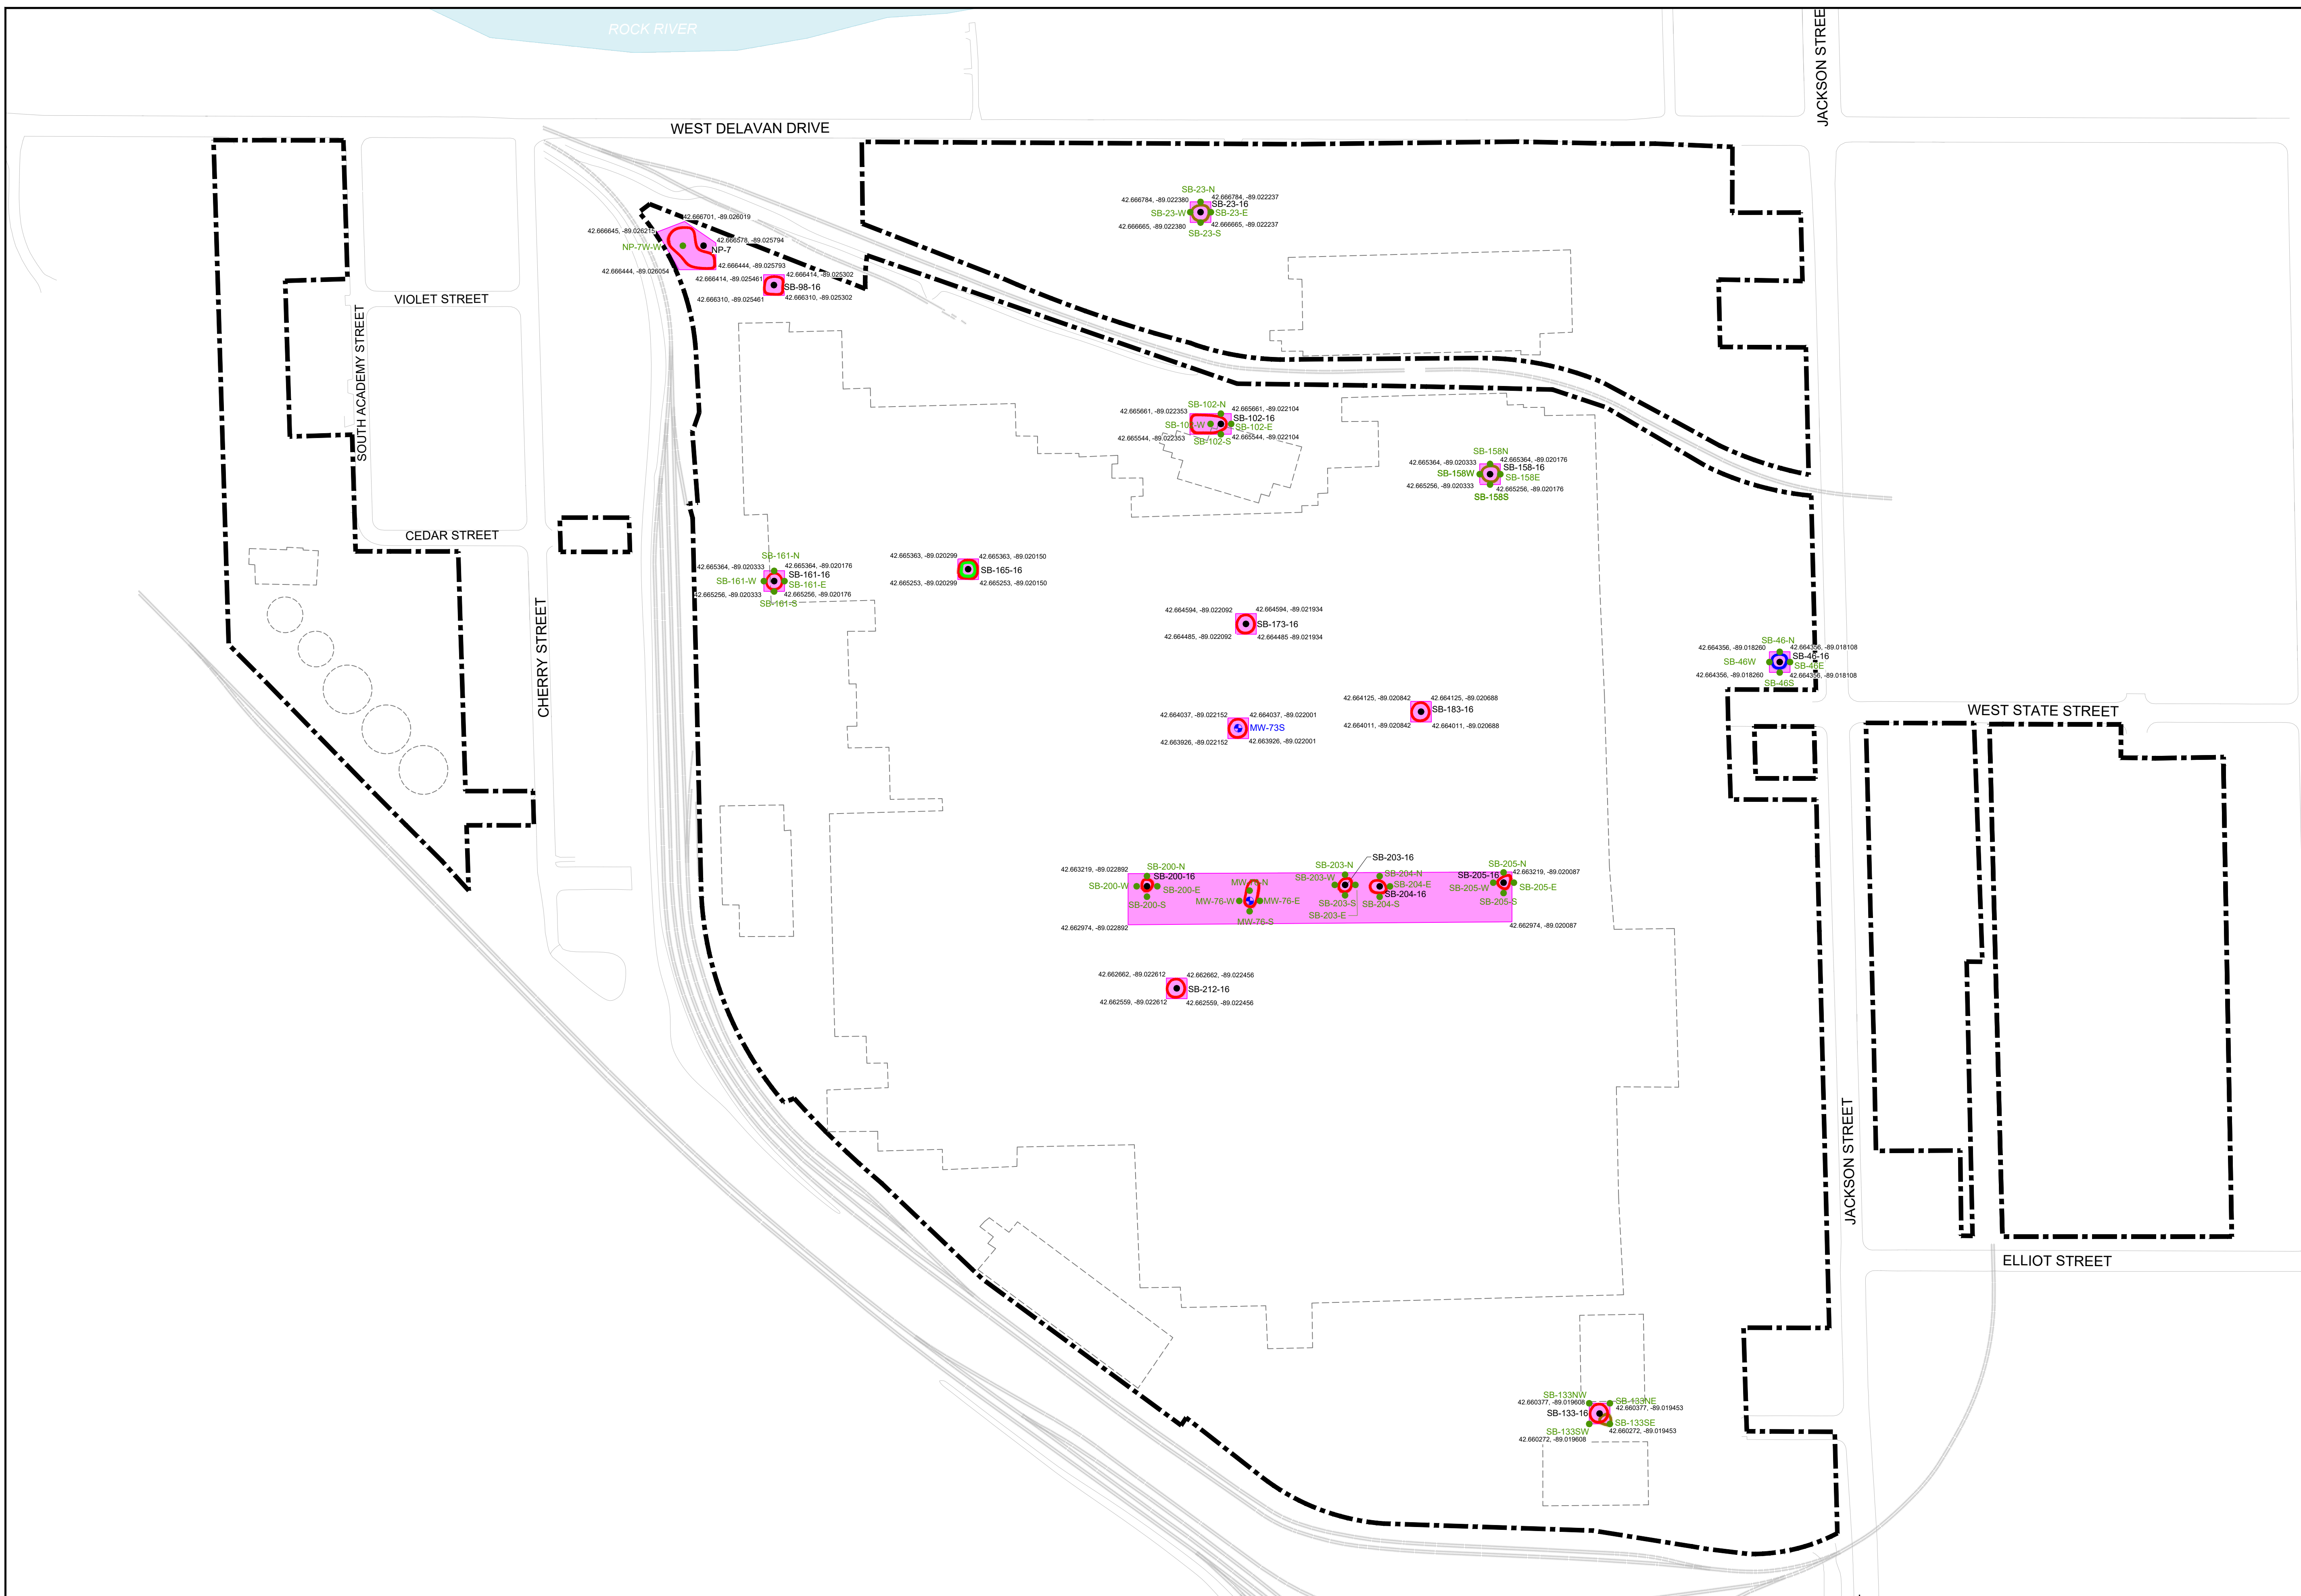 ROCK RIVER
JACKSON STREET
WEST DELAVAN DRIVE
SB-23-N
42.666784, -89.022380
42.666784, -89.022237
SB-23-16
SB-23-W
SB-23-E
42.666665, -89.022380
42.666665, -89.022237
SB-23-S
42.666701, -89.026019
42.666645, -89.026215
42.666578, -89.025794
NP-7W-W
NP-7
42.666444, -89.025793
42.666444, -89.026054
42.666414, -89.025461
42.666414, -89.025302
SB-98-16
42.666310, -89.025461
42.666310, -89.025302
VIOLET STREET
SOUTH ACADEMY STREET
SB-102-N
42.665661, -89.022353
42.665661, -89.022104
SB-102-16
SB-102-W
SB-102-E
42.665544, -89.022353
42.665544, -89.022104
SB-102-S
SB-158N
42.665364, -89.020333
42.665364, -89.020176
SB-158-16
SB-158W
SB-158E
42.665256, -89.020333
42.665256, -89.020176
SB-158S
CEDAR STREET
SB-161-N
42.665364, -89.020333
42.665364, -89.020176
SB-161-16
SB-161-W
SB-161-E
42.665256, -89.020333
42.665256, -89.020176
SB-161-S
42.665363, -89.020299
42.665363, -89.020150
SB-165-16
42.665253, -89.020299
42.665253, -89.020150
42.664594, -89.022092
42.664594, -89.021934
SB-173-16
42.664485, -89.022092
42.664485 -89.021934
CHERRY STREET
SB-46-N
42.664356, -89.018260
42.664356, -89.018108
SB-46-16
SB-46W
SB-46E
42.664356, -89.018260
42.664356, -89.018108
SB-46S
42.664125, -89.020842
42.664125, -89.020688
SB-183-16
42.664011, -89.020842
42.664011, -89.020688
42.664037, -89.022152
42.664037, -89.022001
MW-73S
42.663926, -89.022152
42.663926, -89.022001
WEST STATE STREET
42.663219, -89.022892
SB-200-N
SB-200-16
SB-200-W
SB-200-E
SB-200-S
MW-76-N
MW-76-W
MW-76-E
MW-76-S
SB-203-16
SB-203-N
SB-203-W
SB-203-S
SB-203-E
SB-204-N
SB-204-E
SB-204-16
SB-204-S
SB-205-N
42.663219, -89.020087
SB-205-16
SB-205-W
SB-205-E
SB-205-S
42.662974, -89.022892
42.662974, -89.020087
42.662662, -89.022612
42.662662, -89.022456
SB-212-16
42.662559, -89.022612
42.662559, -89.022456
JACKSON STREET
ELLIOT STREET
SB-133NW
SB-133NE
42.660377, -89.019608
42.660377, -89.019453
SB-133-16
SB-133SE
SB-133SW
42.660272, -89.019453
42.660272, -89.019608